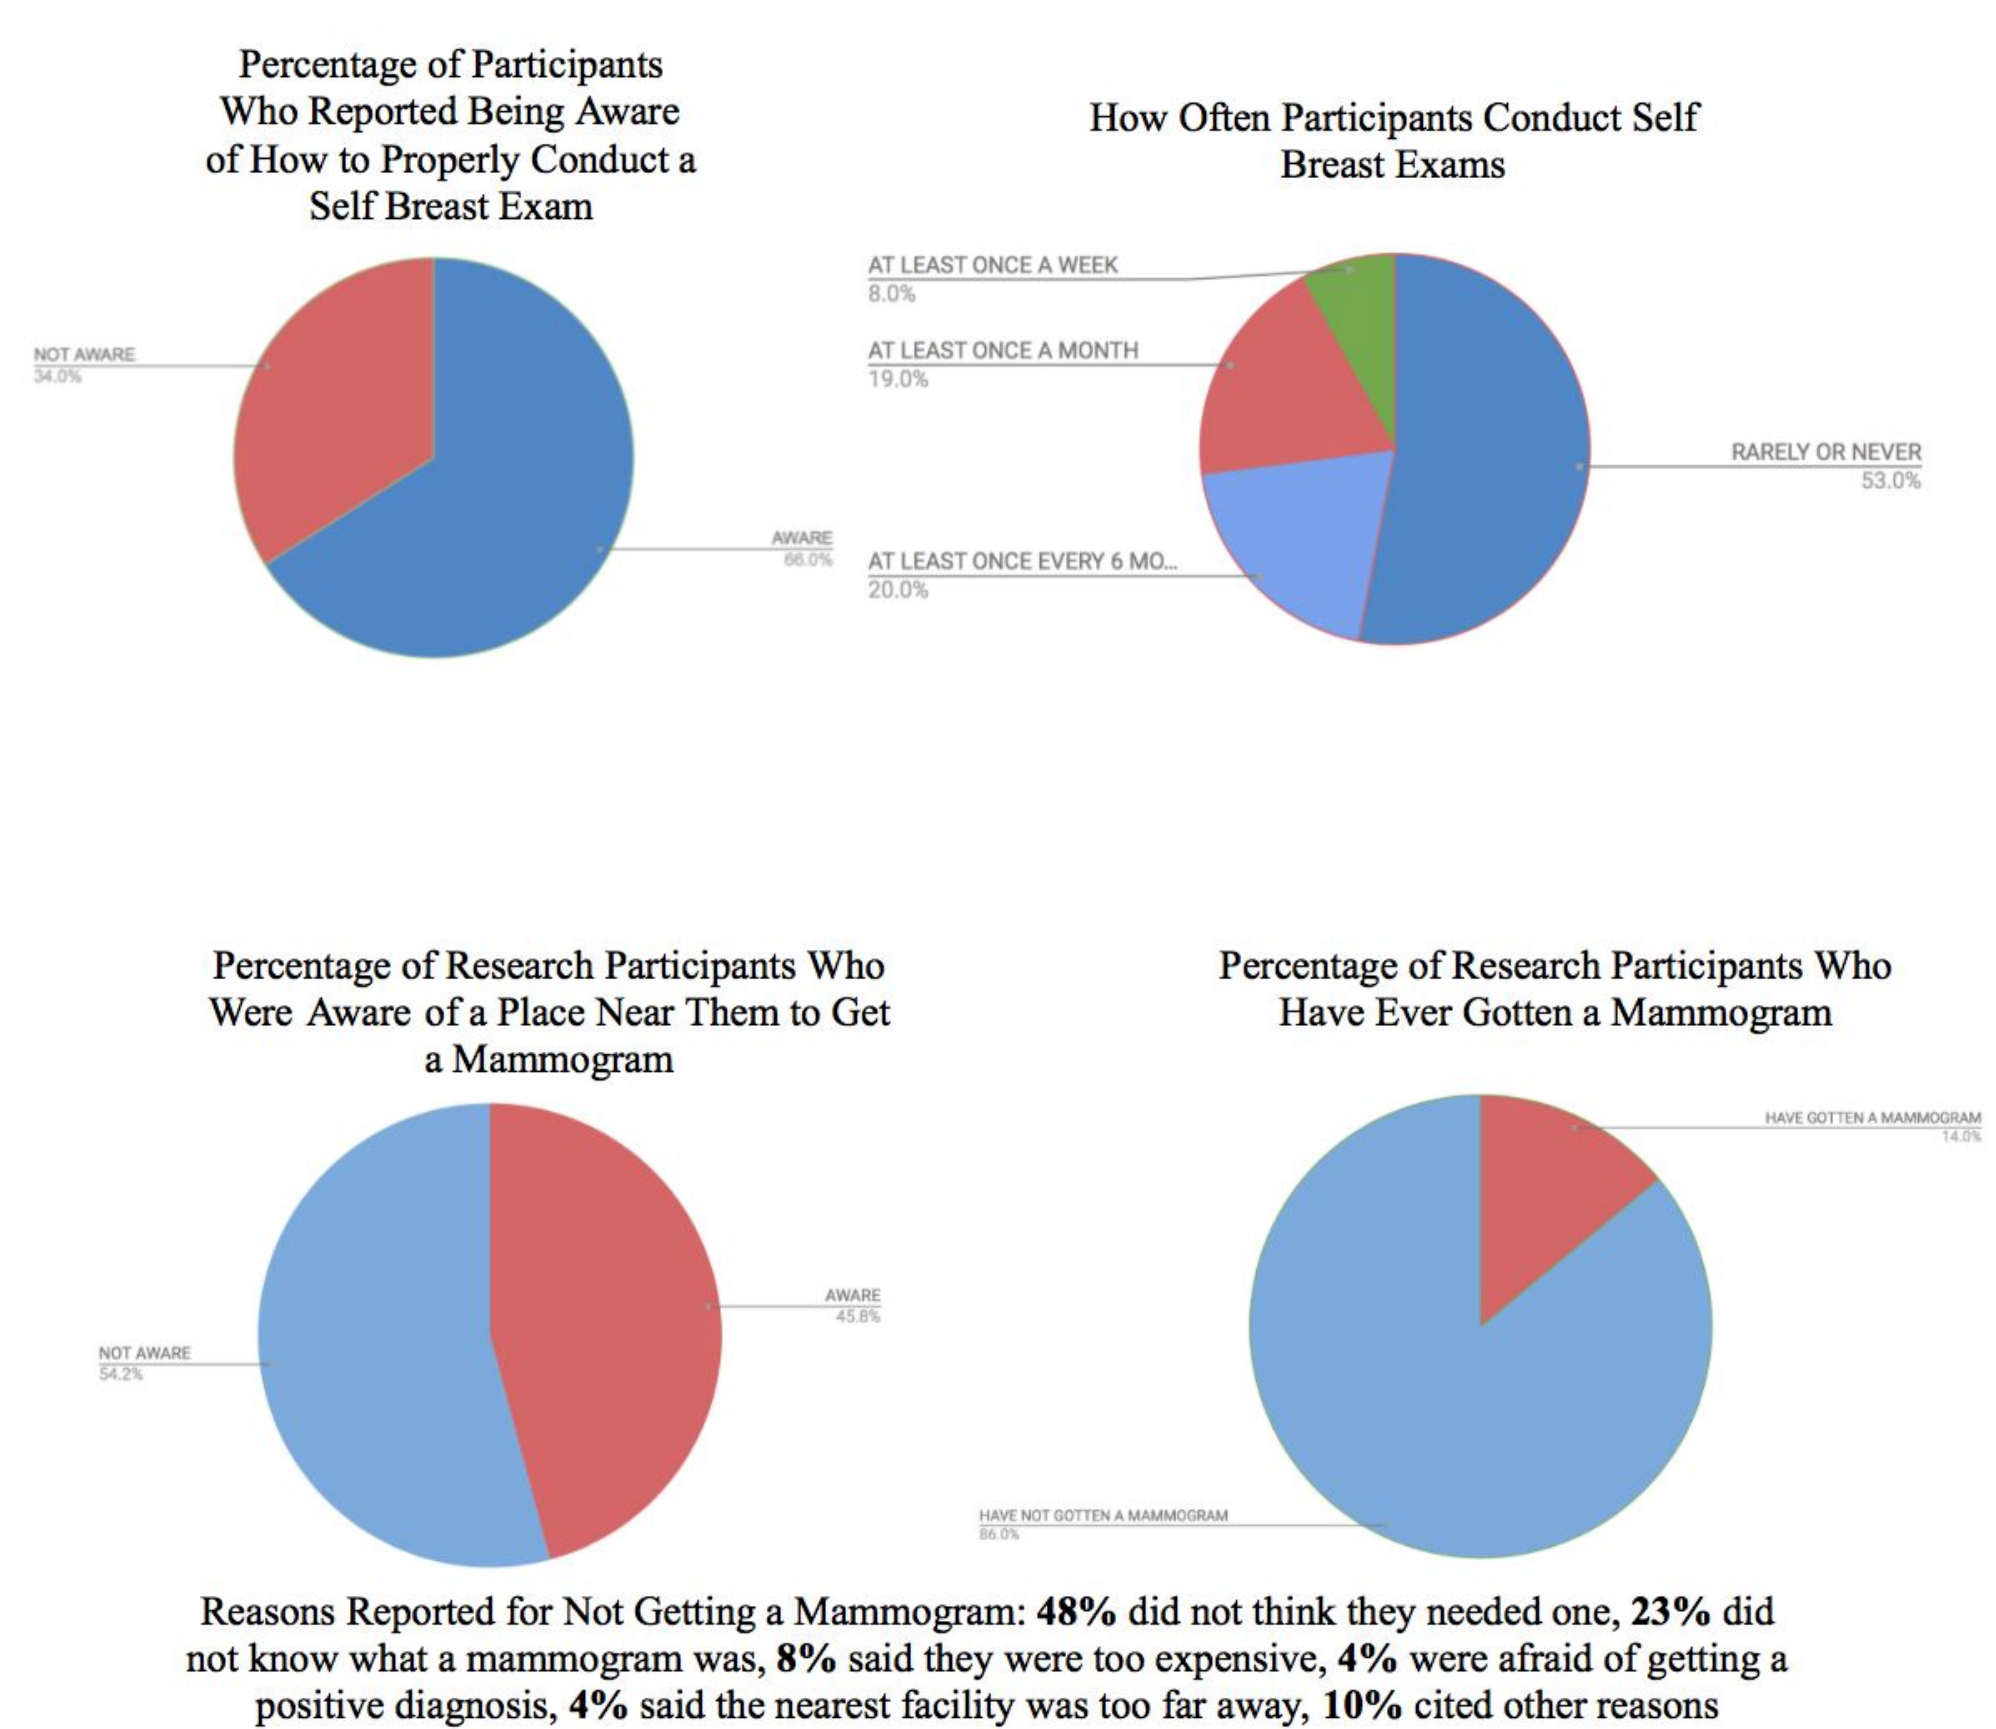 Percentage of Participants
Who Reported Being Aware
of How to Properly Conduct a
Self Breast Exam
NOT AWARE
34.0%
AWARE
66.0%
How Often Participants Conduct Self
Breast Exams
AT LEAST ONCE A WEEK
8.0%
AT LEAST ONCE A MONTH
19.0%
RARELY OR NEVER
53.0%
AT LEAST ONCE EVERY 6 MO...
20.0%
Percentage of Research Participants Who
Were Aware of a Place Near Them to Get
a Mammogram
AWARE
45.8%
NOT AWARE
54.2%
Percentage of Research Participants Who
Have Ever Gotten a Mammogram
HAVE GOTTEN A MAMMOGRAM
14.0%
HAVE NOT GOTTEN A MAMMOGRAM
86.0%
Reasons Reported for Not Getting a Mammogram: 48% did not think they needed one, 23% did
not know what a mammogram was, 8% said they were too expensive, 4% were afraid of getting a
positive diagnosis, 4% said the nearest facility was too far away, 10% cited other reasons